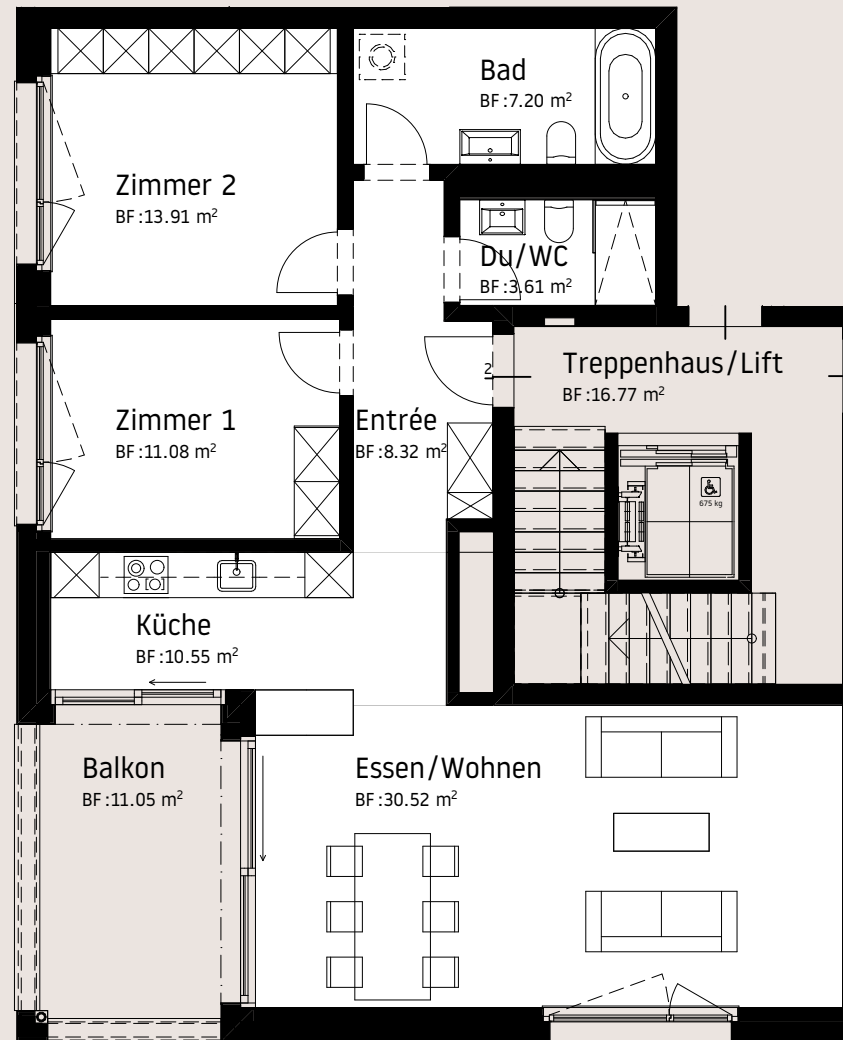 Bad
BF:7.20 m²
Zimmer 2
BF:13.91 m²
Du/WC
BF:3.61 m²
Treppenhaus/Lift
BF:16.77 m²
2
Zimmer 1
BF:11.08 m²
Entrée
BF:8.32 m²
675 kg
Küche
BF:10.55 m²
Balkon
BF:11.05 m²
Essen/Wohnen
BF:30.52 m²